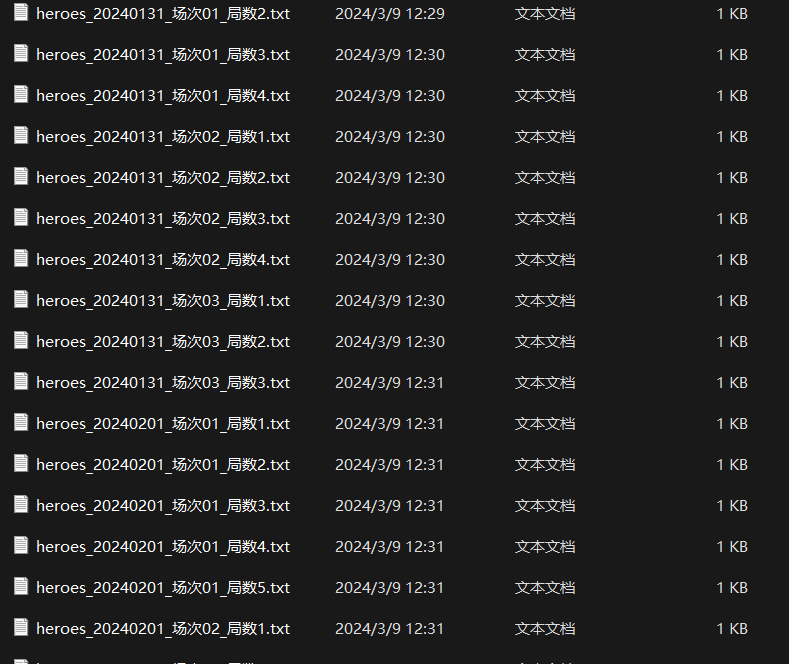 heroes_20240131_场次01_局数2.txt 2024/3/9 12:29 文本文档 1 KB
heroes_20240131_场次01_局数3.txt 2024/3/9 12:30 文本文档 1 KB
heroes_20240131_场次01_局数4.txt 2024/3/9 12:30 文本文档 1 KB
heroes_20240131_场次02_局数1.txt 2024/3/9 12:30 文本文档 1 KB
heroes_20240131_场次02_局数2.txt 2024/3/9 12:30 文本文档 1 KB
heroes_20240131_场次02_局数3.txt 2024/3/9 12:30 文本文档 1 KB
heroes_20240131_场次02_局数4.txt 2024/3/9 12:30 文本文档 1 KB
heroes_20240131_场次03_局数1.txt 2024/3/9 12:30 文本文档 1 KB
heroes_20240131_场次03_局数2.txt 2024/3/9 12:30 文本文档 1 KB
heroes_20240131_场次03_局数3.txt 2024/3/9 12:31 文本文档 1 KB
heroes_20240201_场次01_局数1.txt 2024/3/9 12:31 文本文档 1 KB
heroes_20240201_场次01_局数2.txt 2024/3/9 12:31 文本文档 1 KB
heroes_20240201_场次01_局数3.txt 2024/3/9 12:31 文本文档 1 KB
heroes_20240201_场次01_局数4.txt 2024/3/9 12:31 文本文档 1 KB
heroes_20240201_场次01_局数5.txt 2024/3/9 12:31 文本文档 1 KB
heroes_20240201_场次02_局数1.txt 2024/3/9 12:31 文本文档 1 KB